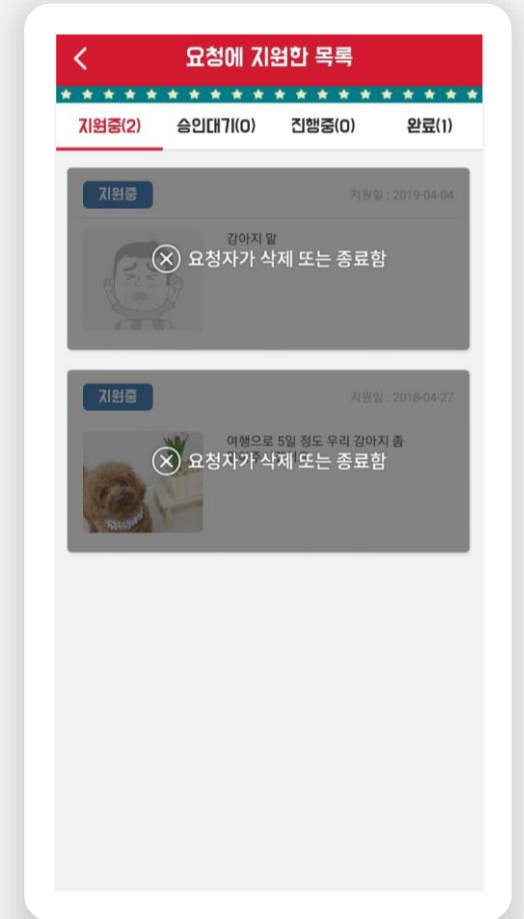 요청에 지원한 목록
지원중(2) 승인대기(0) 진행중(0) 완료(1)
지원중 지원일 : 2019-04-04
강아지 맡
요청자가 삭제 또는 종료함
지원중 지원일 : 2018-04-27
여행으로 5일 정도 우리 강아지 좀
요청자가 삭제 또는 종료함